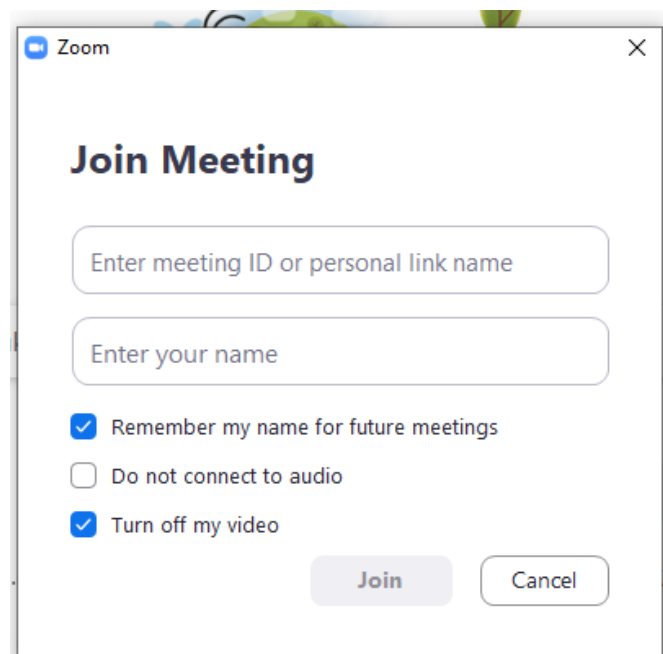 Zoom
Join Meeting
Enter meeting ID or personal link name
Enter your name
Remember my name for future meetings
Do not connect to audio
Turn off my video
Join Cancel